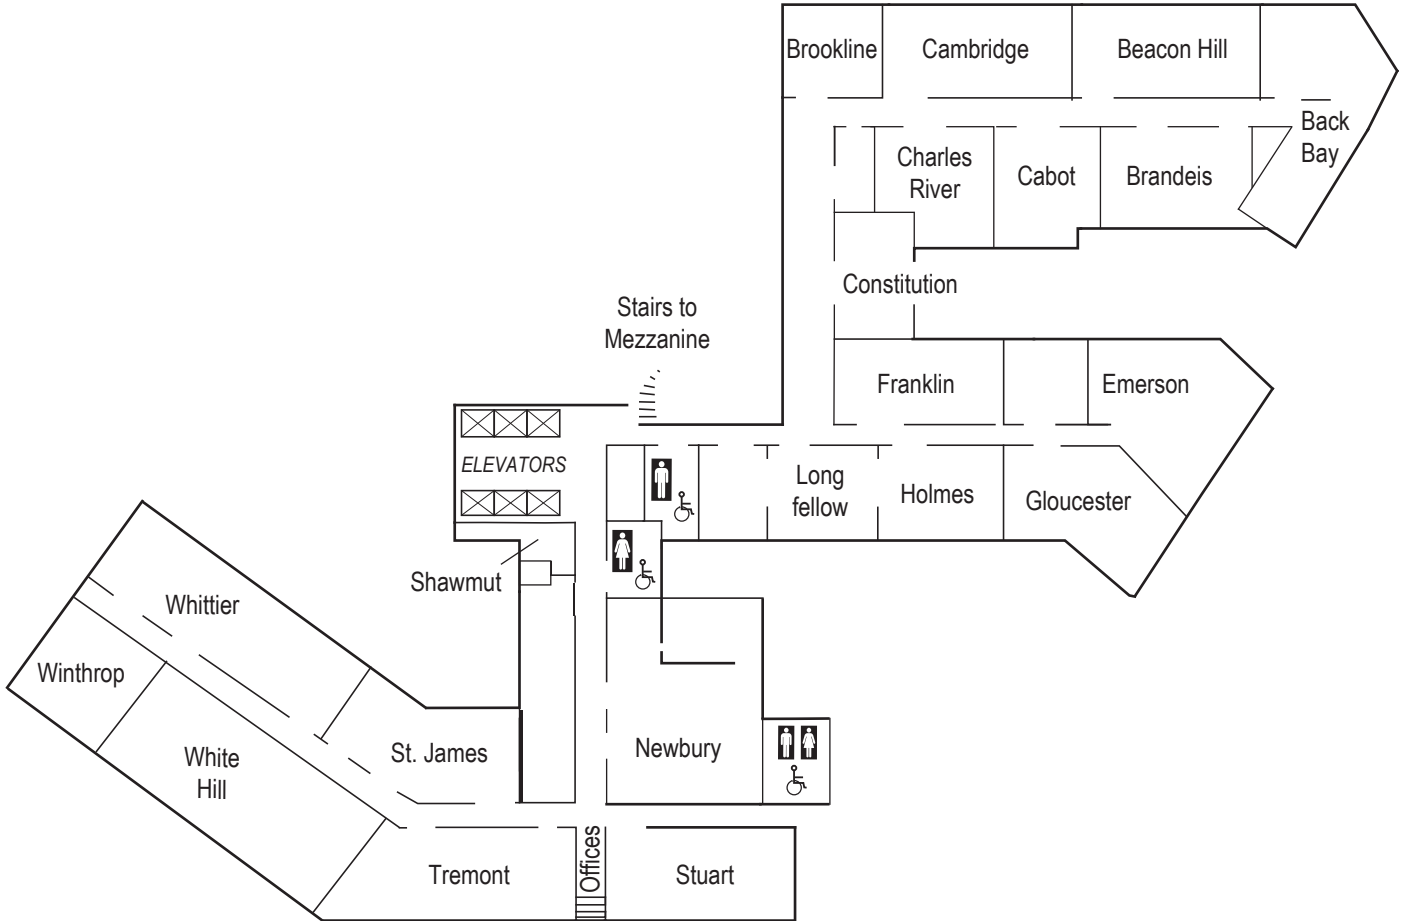 Brookline
Cambridge
Beacon Hill
Back
Bay
Charles
River
Cabot
Brandeis
Constitution
Stairs to
Mezzanine
Franklin
Emerson
ELEVATORS
Long
fellow
Holmes
Gloucester
Shawmut
Whittier
Winthrop
White
Hill
St. James
Newbury
Tremont
Offices
Stuart